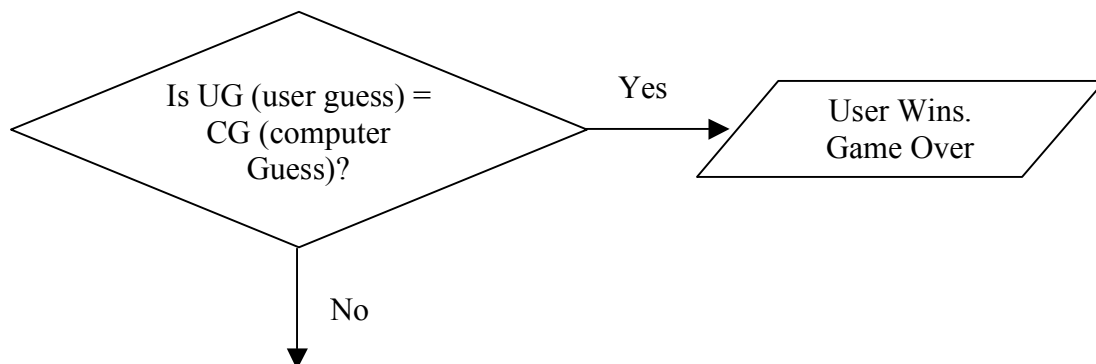 Is UG (user guess) =
CG (computer
Guess)?
Yes
User Wins.
Game Over
No